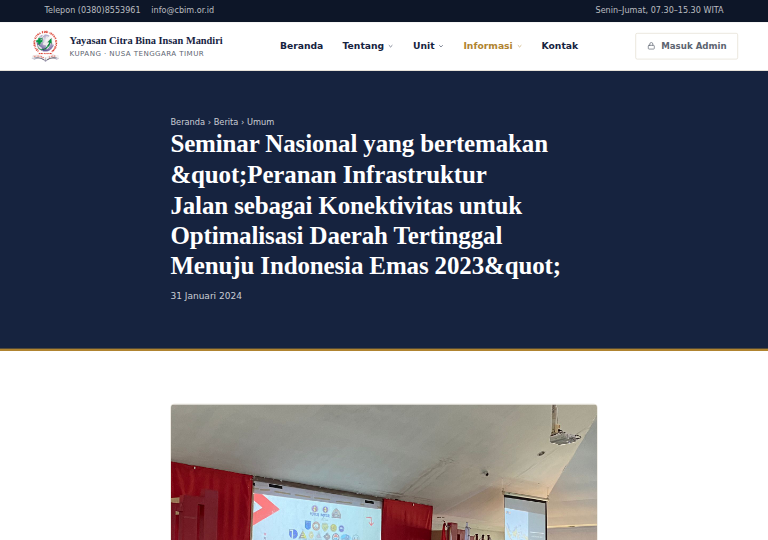 Telepon (0380)8553961 info@cbim.or.id Senin–Jumat, 07.30–15.30 WITA
Yayasan Citra Bina Insan Mandiri
KUPANG · NUSA TENGGARA TIMUR
Beranda Tentang Unit Informasi Kontak
Masuk Admin
Beranda › Berita › Umum
Seminar Nasional yang bertemakan
&quot;Peranan Infrastruktur
Jalan sebagai Konektivitas untuk
Optimalisasi Daerah Tertinggal
Menuju Indonesia Emas 2023&quot;
31 Januari 2024